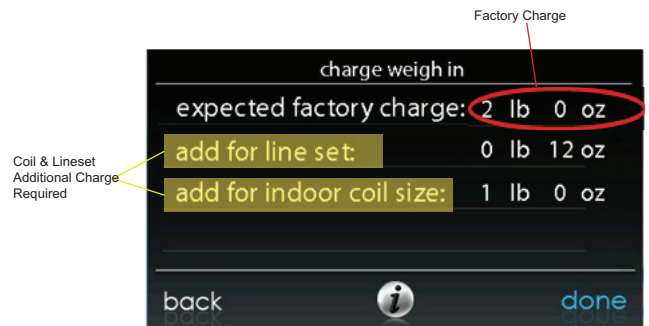 Factory Charge
charge weigh in
expected factory charge: 2 lb 0 oz
add for line set: 0 lb 12 oz
Coil & Lineset
Additional Charge
Required
add for indoor coil size: 1 lb 0 oz
back i done